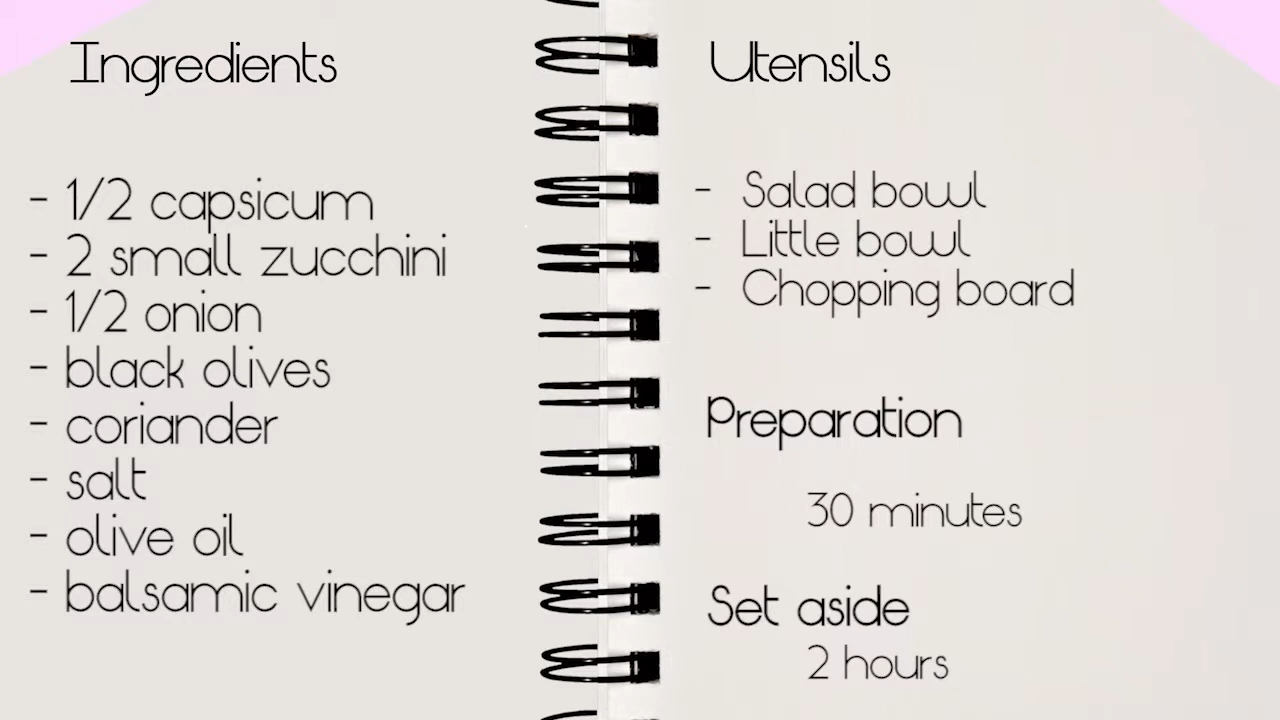 Ingredients
- 1/2 capsicum
- 2 small zucchini
- 1/2 onion
- black olives
- coriander
- salt
- olive oil
- balsamic vinegar
Utensils
- Salad bowl
- Little bowl
- Chopping board
Preparation
30 minutes
Set aside
2 hours